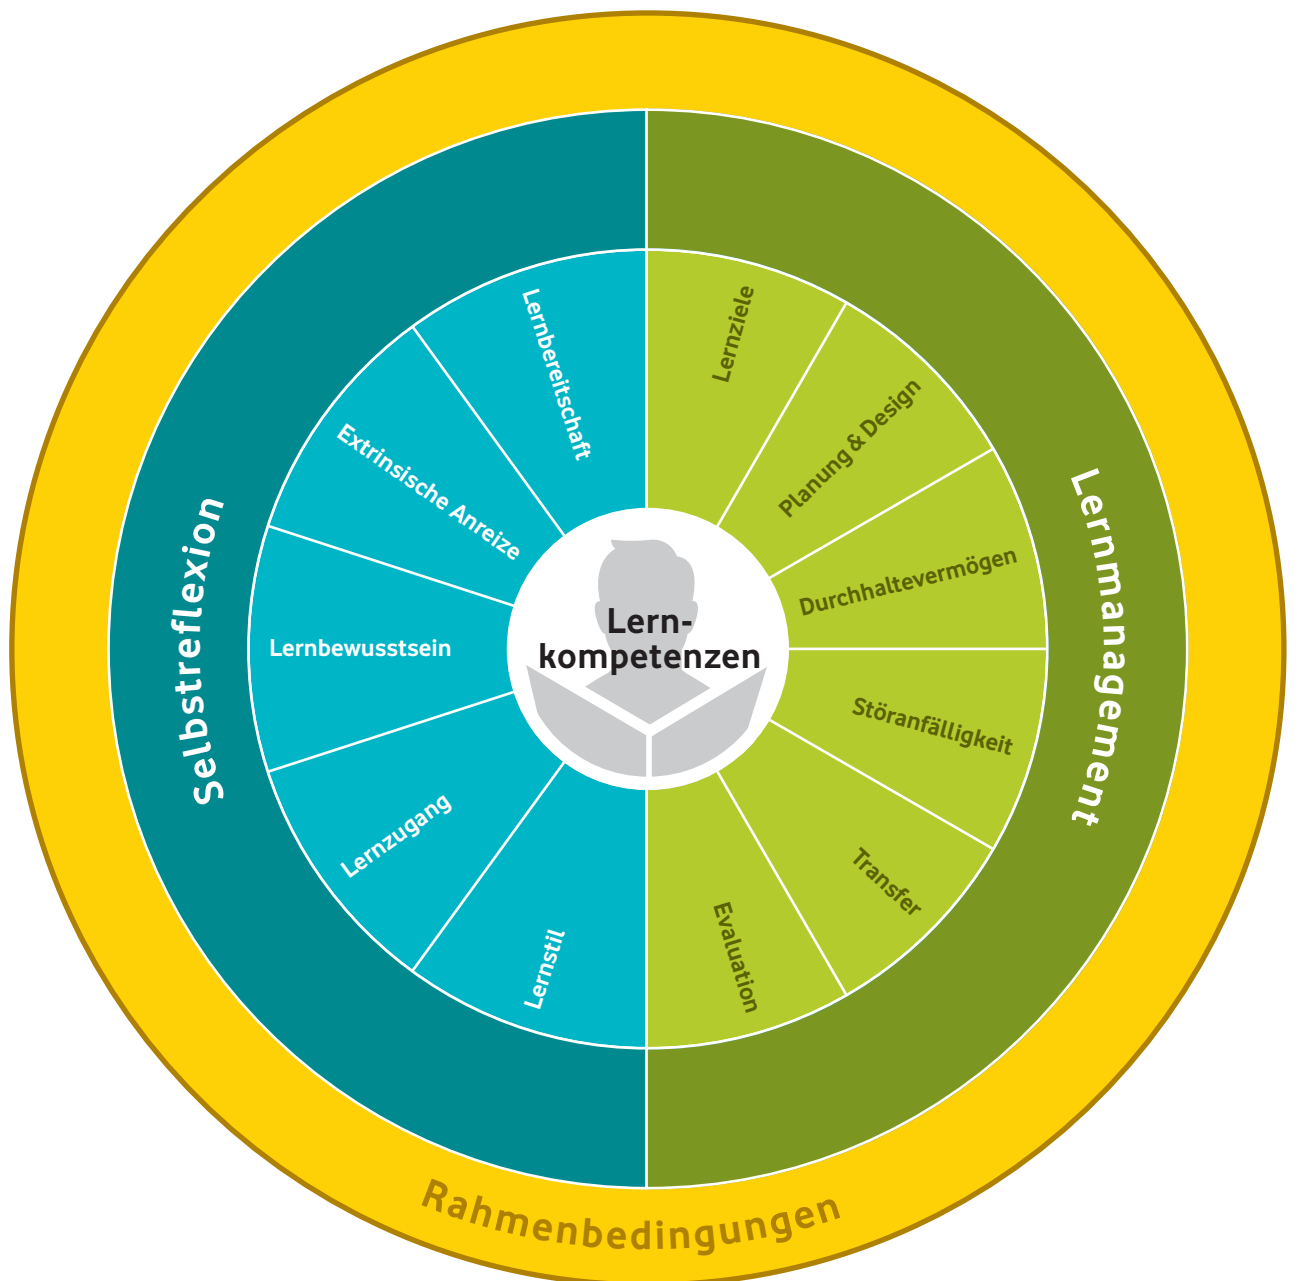 Lernbereitschaft
Extrinsische Anreize
Lernbewusstsein
Lernzugang
Lernstil
Selbstreflexion
Lern-
kompetenzen
Lernziele
Planung & Design
Durchhaltevermögen
Störanfälligkeit
Transfer
Evaluation
Lernmanagement
Rahmenbedingungen